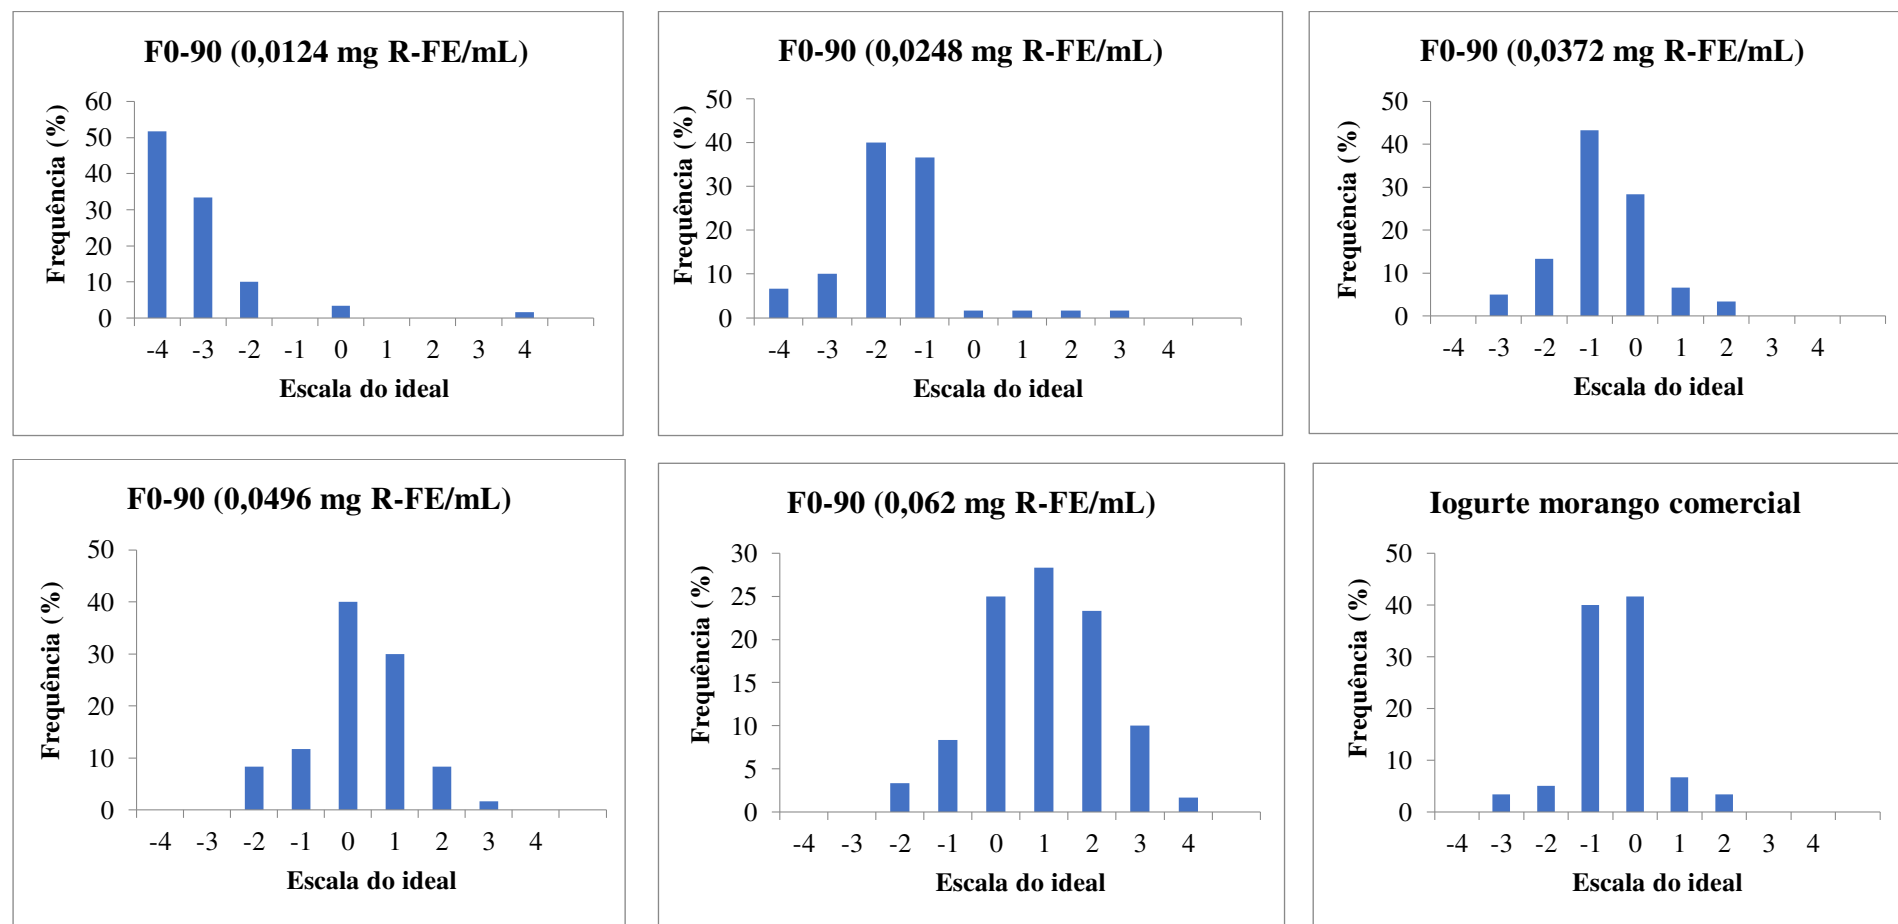 F0-90 (0,0124 mg R-FE/mL)
Frequência (%)
60
50
40
30
20
10
0
-4 -3 -2 -1 0 1 2 3 4
Escala do ideal
F0-90 (0,0248 mg R-FE/mL)
Frequência (%)
50
40
30
20
10
0
-4 -3 -2 -1 0 1 2 3 4
Escala do ideal
F0-90 (0,0372 mg R-FE/mL)
Frequência (%)
50
40
30
20
10
0
-4 -3 -2 -1 0 1 2 3 4
Escala do ideal
F0-90 (0,0496 mg R-FE/mL)
Frequência (%)
50
40
30
20
10
0
-4 -3 -2 -1 0 1 2 3 4
Escala do ideal
F0-90 (0,062 mg R-FE/mL)
Frequência (%)
30
25
20
15
10
5
0
-4 -3 -2 -1 0 1 2 3 4
Escala do ideal
Iogurte morango comercial
Frequência (%)
50
40
30
20
10
0
-4 -3 -2 -1 0 1 2 3 4
Escala do ideal